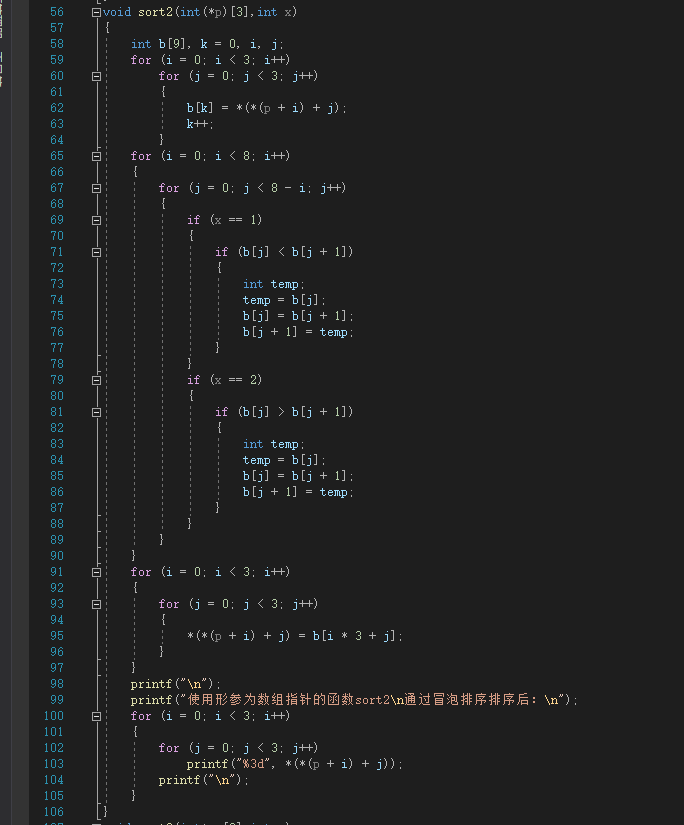 56 void sort2(int(*p)[3],int x)
57 {
58 int b[9], k = 0, i, j;
59 for (i = 0; i < 3; i++)
60 for (j = 0; j < 3; j++)
61 {
62 b[k] = *(*(p + i) + j);
63 k++;
64 }
65 for (i = 0; i < 8; i++)
66 {
67 for (j = 0; j < 8 - i; j++)
68 {
69 if (x == 1)
70 {
71 if (b[j] < b[j + 1])
72 {
73 int temp;
74 temp = b[j];
75 b[j] = b[j + 1];
76 b[j + 1] = temp;
77 }
78 }
79 if (x == 2)
80 {
81 if (b[j] > b[j + 1])
82 {
83 int temp;
84 temp = b[j];
85 b[j] = b[j + 1];
86 b[j + 1] = temp;
87 }
88 }
89 }
90 }
91 for (i = 0; i < 3; i++)
92 {
93 for (j = 0; j < 3; j++)
94 {
95 *(*(p + i) + j) = b[i * 3 + j];
96 }
97 }
98 printf("\n");
99 printf("使用形参为数组指针的函数sort2\n通过冒泡排序排序后：\n");
100 for (i = 0; i < 3; i++)
101 {
102 for (j = 0; j < 3; j++)
103 printf("%3d", *(*(p + i) + j));
104 printf("\n");
105 }
106 }